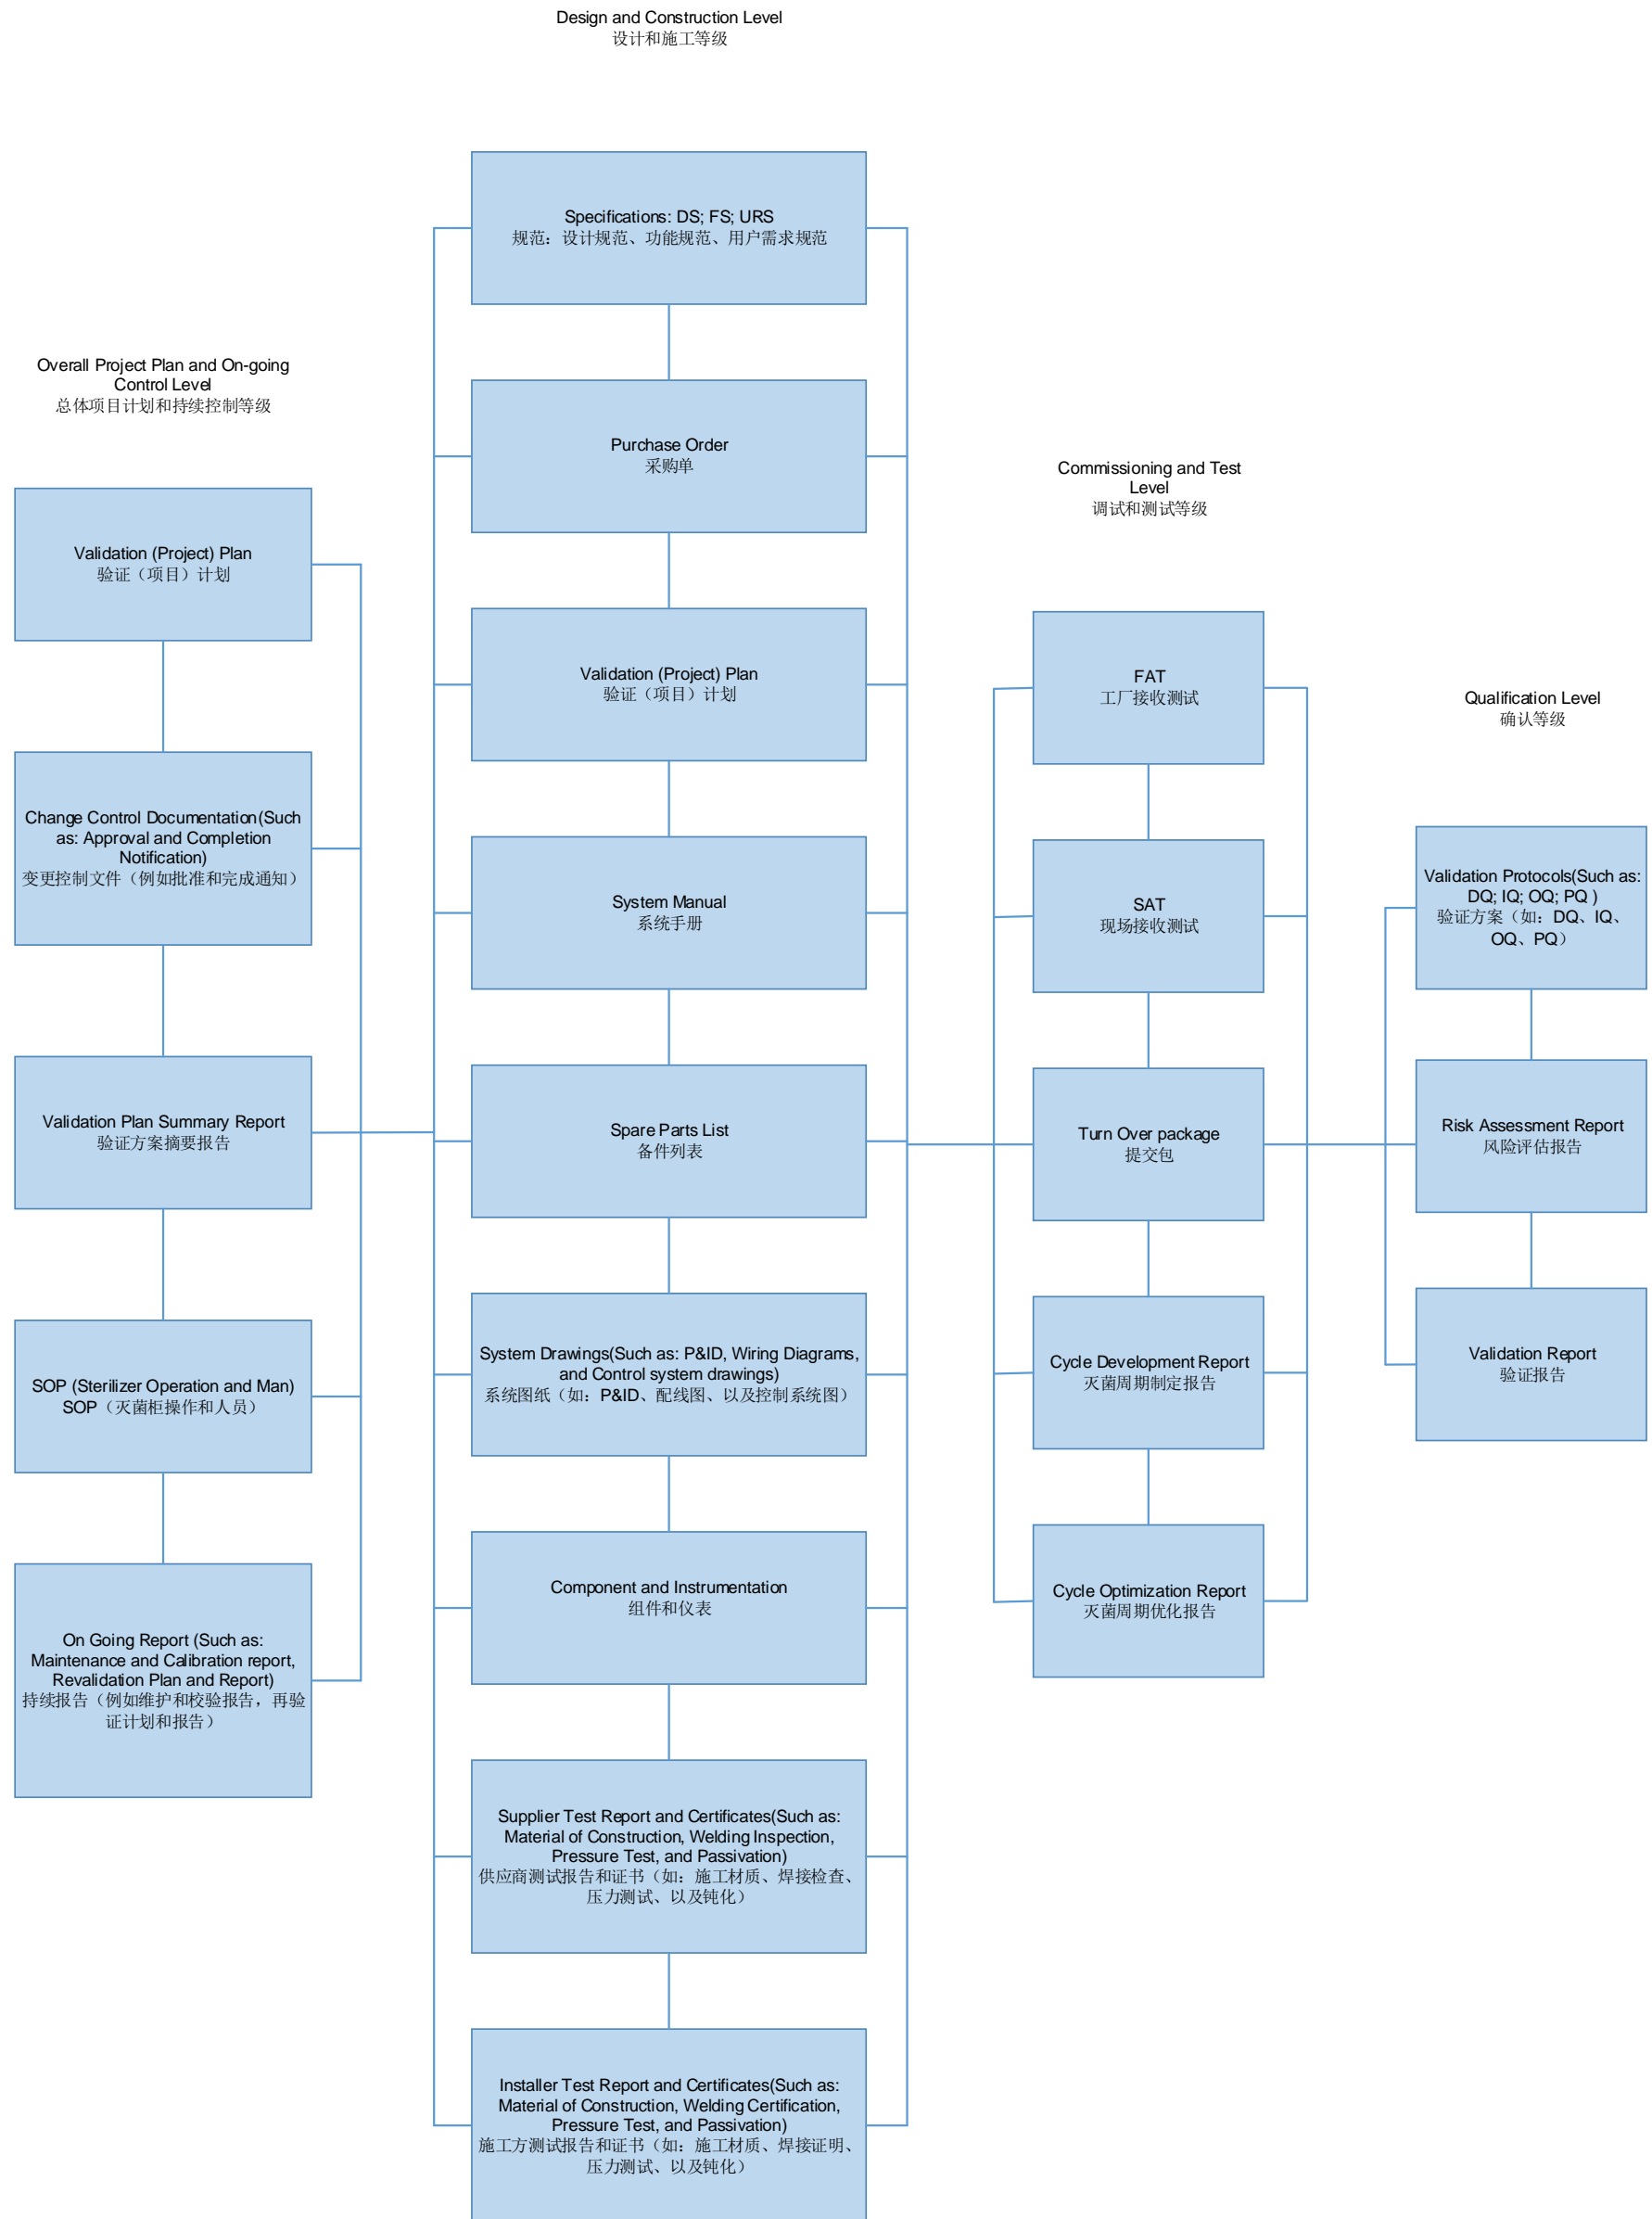 Design and Construction Level
设计和施工等级
Specifications: DS; FS; URS
规范：设计规范、功能规范、用户需求规范
Purchase Order
采购单
Validation (Project) Plan
验证（项目）计划
System Manual
系统手册
Spare Parts List
备件列表
System Drawings(Such as: P&ID, Wiring Diagrams,
and Control system drawings)
系统图纸（如：P&ID、配线图、以及控制系统图）
Component and Instrumentation
组件和仪表
Supplier Test Report and Certificates(Such as:
Material of Construction, Welding Inspection,
Pressure Test, and Passivation)
供应商测试报告和证书（如：施工材质、焊接检查、
压力测试、以及钝化）
Installer Test Report and Certificates(Such as:
Material of Construction, Welding Certification,
Pressure Test, and Passivation)
施工方测试报告和证书（如：施工材质、焊接证明、
压力测试、以及钝化）
Overall Project Plan and On-going
Control Level
总体项目计划和持续控制等级
Validation (Project) Plan
验证（项目）计划
Change Control Documentation(Such
as: Approval and Completion
Notification)
变更控制文件（例如批准和完成通知）
Validation Plan Summary Report
验证方案摘要报告
SOP (Sterilizer Operation and Man)
SOP（灭菌柜操作和人员）
On Going Report (Such as:
Maintenance and Calibration report,
Revalidation Plan and Report)
持续报告（例如维护和校验报告，再验
证计划和报告）
Commissioning and Test
Level
调试和测试等级
FAT
工厂接收测试
SAT
现场接收测试
Turn Over package
提交包
Cycle Development Report
灭菌周期制定报告
Cycle Optimization Report
灭菌周期优化报告
Qualification Level
确认等级
Validation Protocols(Such as:
DQ; IQ; OQ; PQ )
验证方案（如：DQ、IQ、
OQ、PQ）
Risk Assessment Report
风险评估报告
Validation Report
验证报告